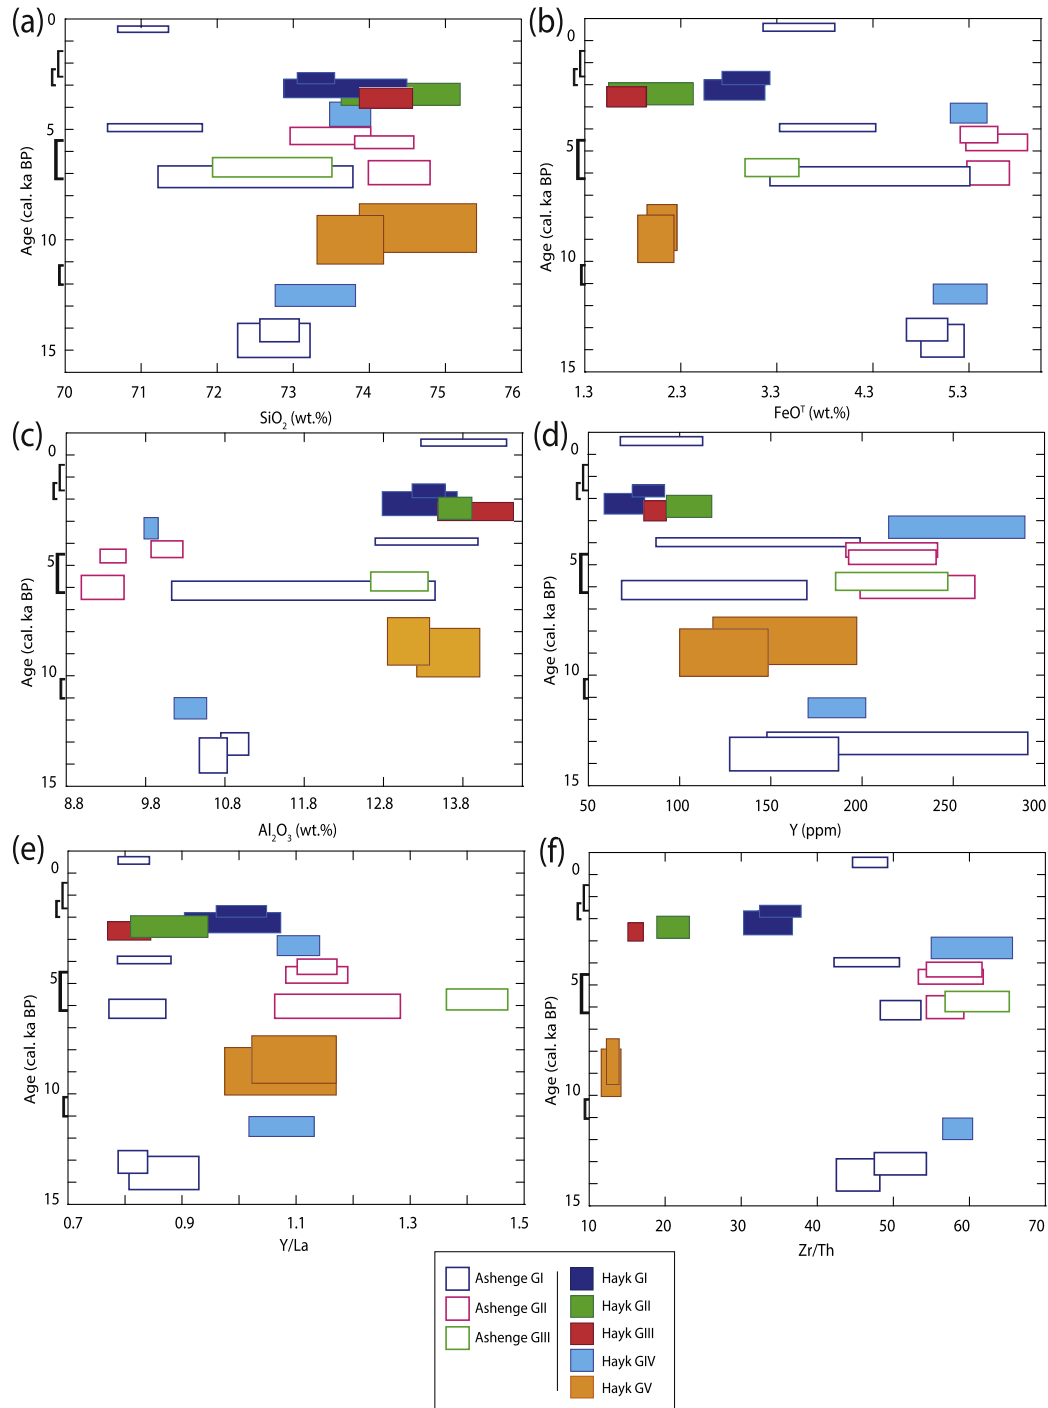 (a)
0
5
10
15
Age (cal. ka BP)
70 71 72 73 74 75 76
SiO2 (wt.%)
(b)
0
5
10
15
Age (cal. ka BP)
1.3 2.3 3.3 4.3 5.3
FeOT (wt.%)
(c)
0
5
10
15
Age (cal. ka BP)
8.8 9.8 10.8 11.8 12.8 13.8
Al2O3 (wt.%)
(d)
0
5
10
15
Age (cal. ka BP)
50 100 150 200 250 300
Y (ppm)
(e)
0
5
10
15
Age (cal. ka BP)
0.7 0.9 1.1 1.3 1.5
Y/La
(f)
0
5
10
15
Age (cal. ka BP)
10 20 30 40 50 60 70
Zr/Th
Ashenge GI
Ashenge GII
Ashenge GIII
Hayk GI
Hayk GII
Hayk GIII
Hayk GIV
Hayk GV